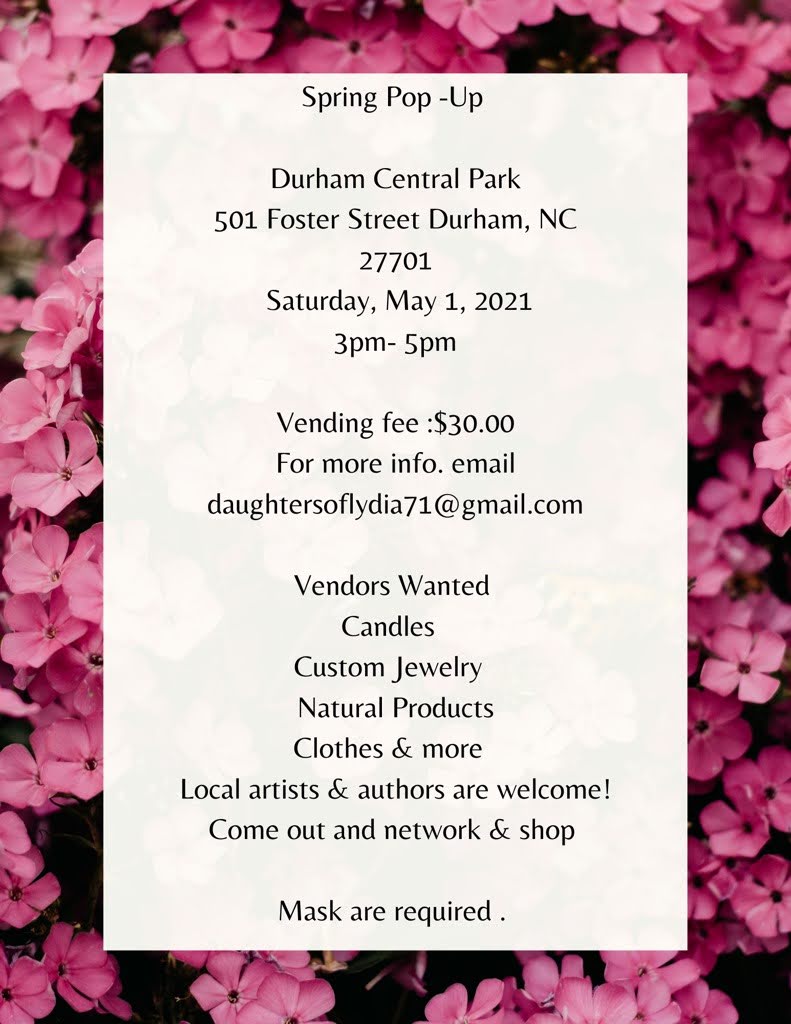 Spring Pop -Up
Durham Central Park
501 Foster Street Durham, NC
27701
Saturday, May 1, 2021
3pm- 5pm
Vending fee :$30.00
For more info. email
daughtersoflydia71@gmail.com
Vendors Wanted
Candles
Custom Jewelry
Natural Products
Clothes & more
Local artists & authors are welcome!
Come out and network & shop
Mask are required .